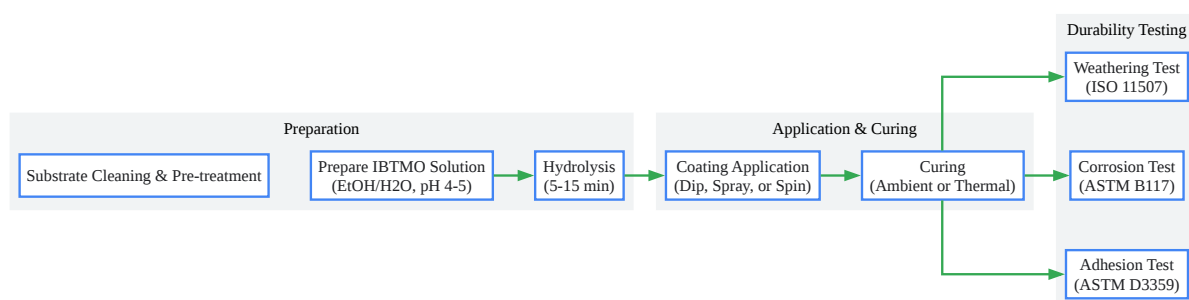 Preparation
Substrate Cleaning & Pre-treatment
Prepare IBTMO Solution
(EtOH/H2O, pH 4-5)
Hydrolysis
(5-15 min)
Application & Curing
Coating Application
(Dip, Spray, or Spin)
Curing
(Ambient or Thermal)
Durability Testing
Weathering Test
(ISO 11507)
Corrosion Test
(ASTM B117)
Adhesion Test
(ASTM D3359)